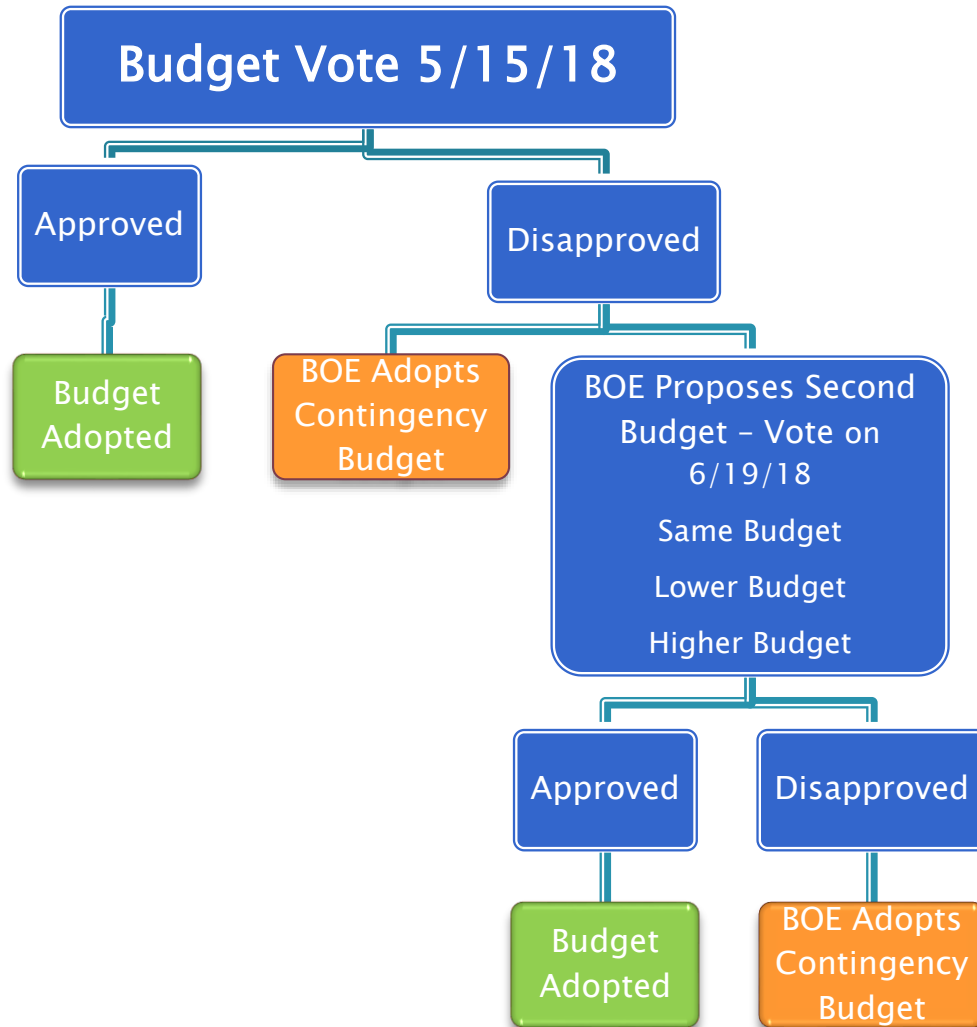 Budget Vote 5/15/18
Approved
Disapproved
Budget
Adopted
BOE Adopts
Contingency
Budget
BOE Proposes Second
Budget – Vote on
6/19/18
Same Budget
Lower Budget
Higher Budget
Approved
Disapproved
Budget
Adopted
BOE Adopts
Contingency
Budget